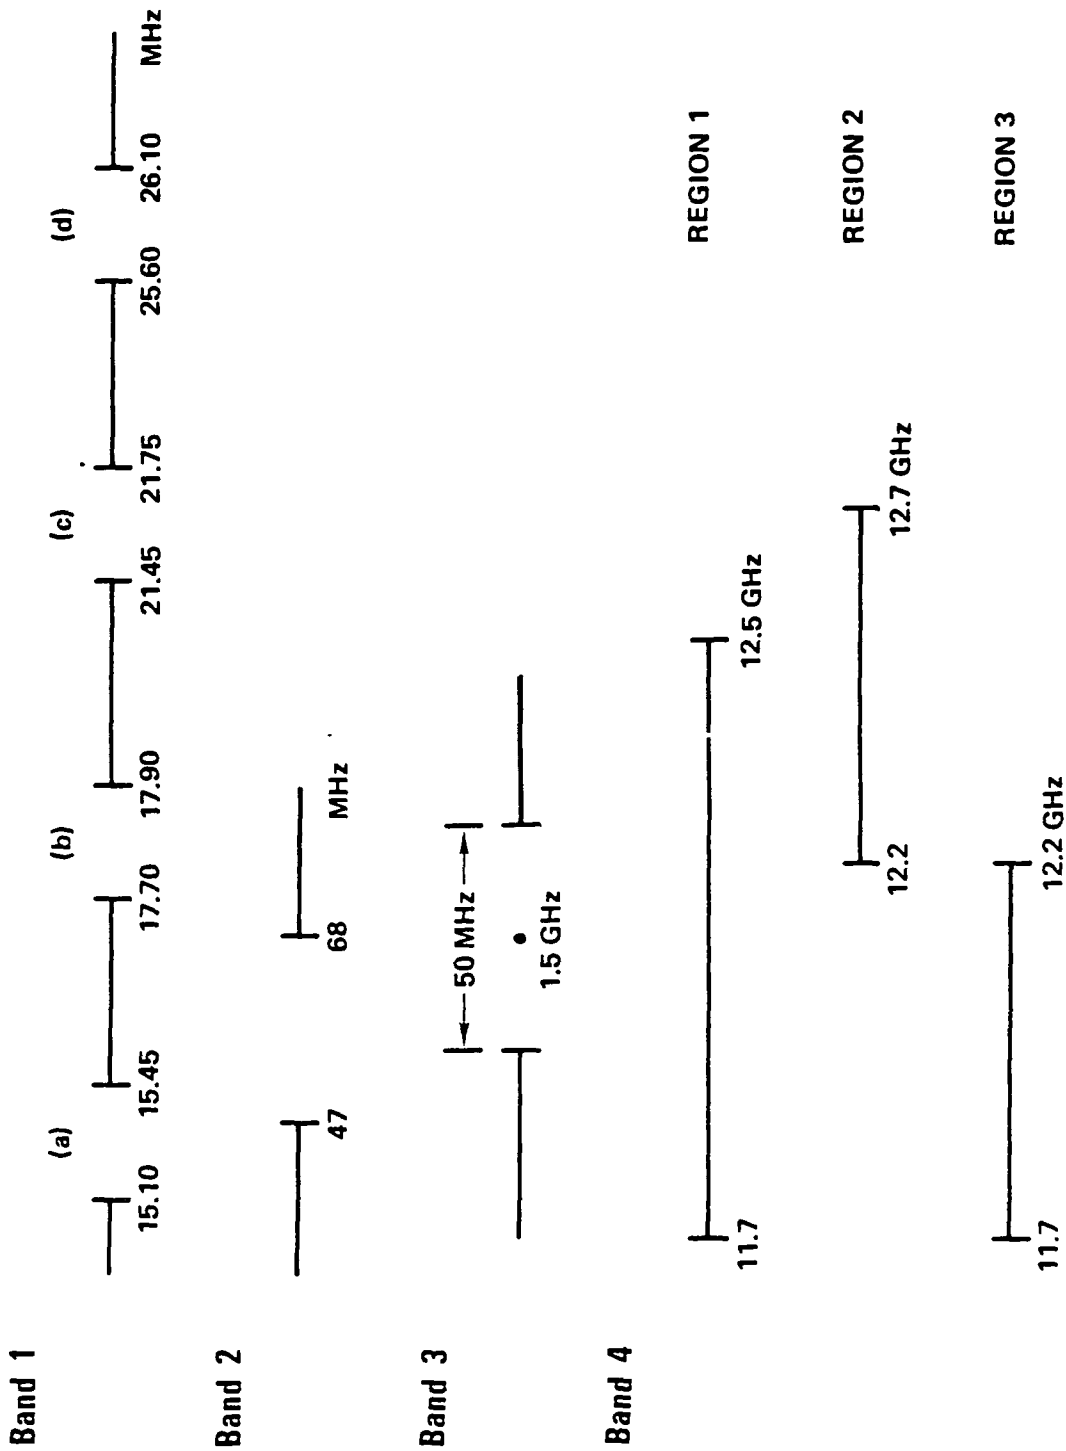 Band 1
(a) (b) (c) (d)
15.10 15.45 17.70 17.90 21.45 21.75 25.60 26.10 MHz
Band 2
47 68 MHz
Band 3
50 MHz
1.5 GHz
Band 4
11.7 12.5 GHz REGION 1
12.2 12.7 GHz REGION 2
11.7 12.2 GHz REGION 3